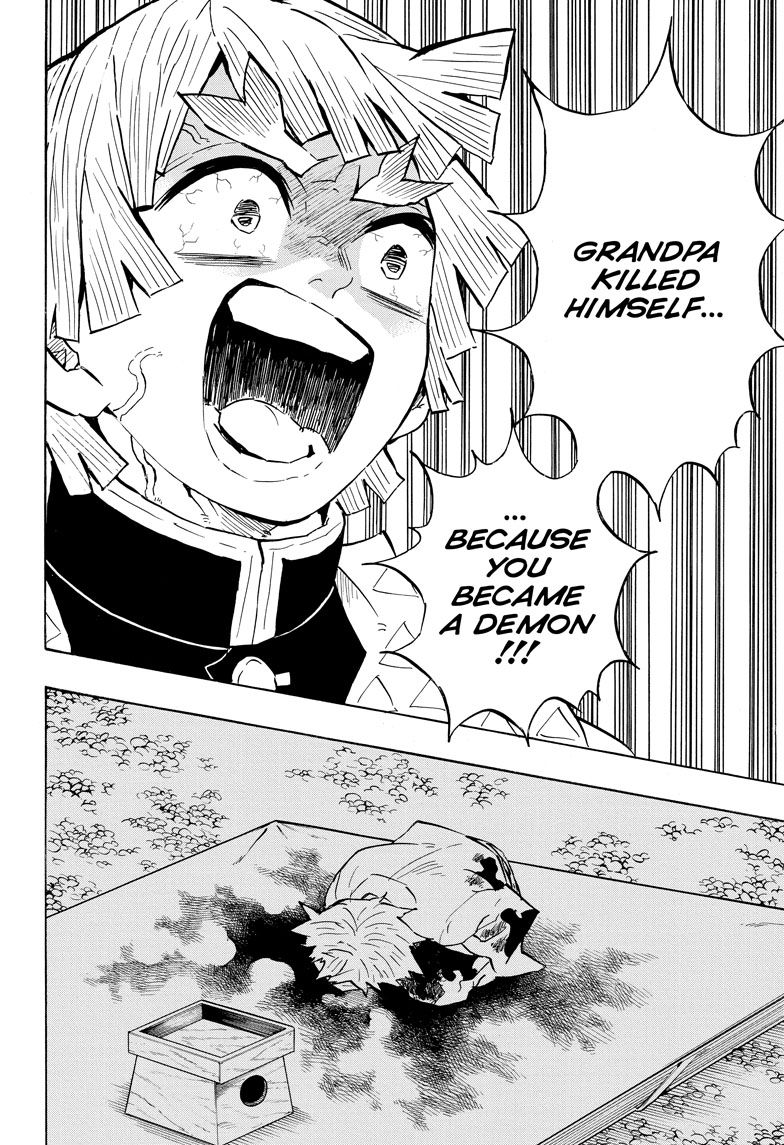 GRANDPA
KILLED
HIMSELF...
...
BECAUSE
YOU
BECAME
A DEMON
!!!